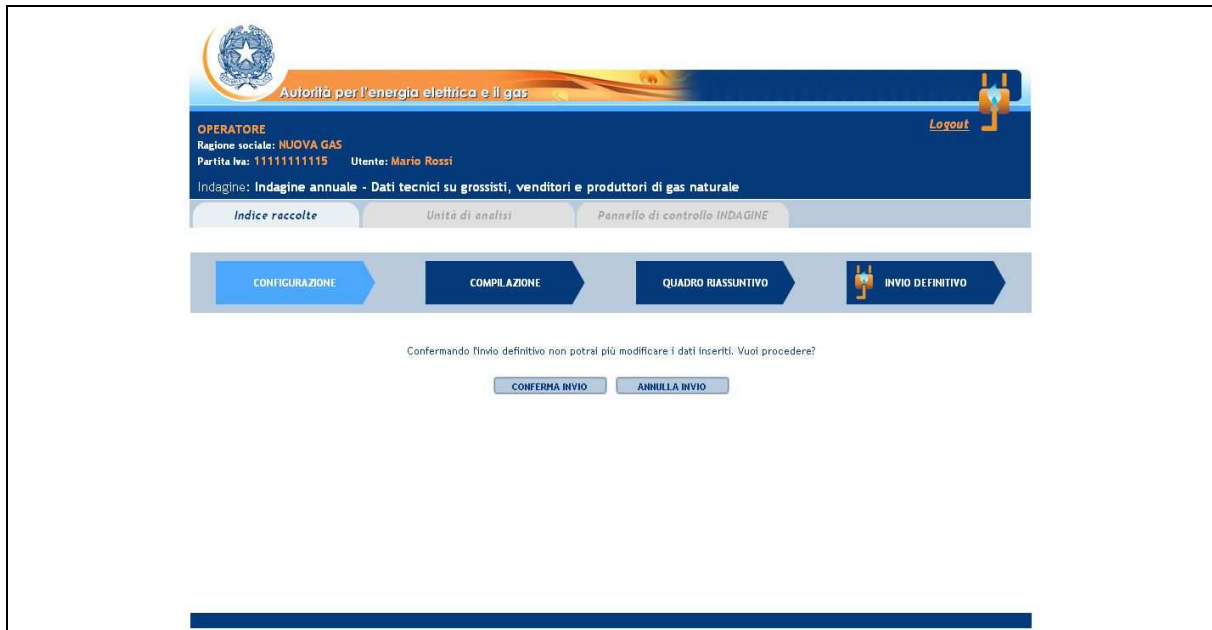 Autorità per l'energia elettrica e il gas
Logout
OPERATORE
Ragione sociale: NUOVA GAS
Partita Iva: 11111111115 Utente: Mario Rossi
Indagine: Indagine annuale - Dati tecnici su grossisti, venditori e produttori di gas naturale
Indice raccolte Unità di analisi Pannello di controllo INDAGINE
CONFIGURAZIONE COMPILAZIONE QUADRO RIASSUNTIVO INVIO DEFINITIVO
Confermando l'invio definitivo non potrai più modificare i dati inseriti. Vuoi procedere?
CONFERMA INVIO ANNULLA INVIO